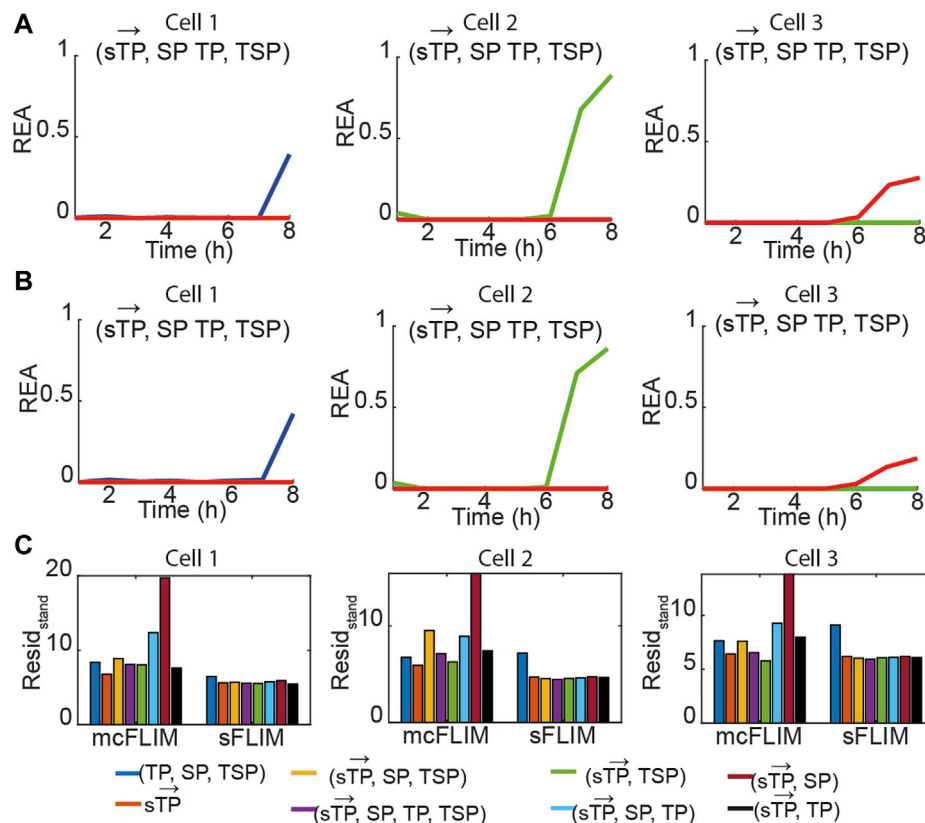 A
Cell 1
(sTP, SP TP, TSP)
1
0.5
0
REA
2 4 6 8
Time (h)
Cell 2
(sTP, SP TP, TSP)
1
0.5
0
REA
2 4 6 8
Time (h)
Cell 3
(sTP, SP TP, TSP)
1
0.5
0
REA
2 4 6 8
Time (h)
B
Cell 1
(sTP, SP TP, TSP)
1
0.5
0
REA
2 4 6 8
Time (h)
Cell 2
(sTP, SP TP, TSP)
1
0.5
0
REA
2 4 6 8
Time (h)
Cell 3
(sTP, SP TP, TSP)
1
0.5
0
REA
2 4 6 8
Time (h)
C
Cell 1
20
10
0
Resid stand
mcFLIM sFLIM
Cell 2
10
0
Resid stand
mcFLIM sFLIM
Cell 3
10
5
0
Resid stand
mcFLIM sFLIM
(TP, SP, TSP)
(sTP, SP, TSP)
(sTP, TSP)
(sTP, SP)
sTP
(sTP, SP, TP, TSP)
(sTP, SP, TP)
(sTP, TP)